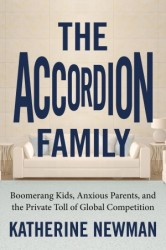 THE
ACCORDION
FAMILY
Boomerang Kids, Anxious Parents, and
the Private Toll of Global Competition
KATHERINE NEWMAN